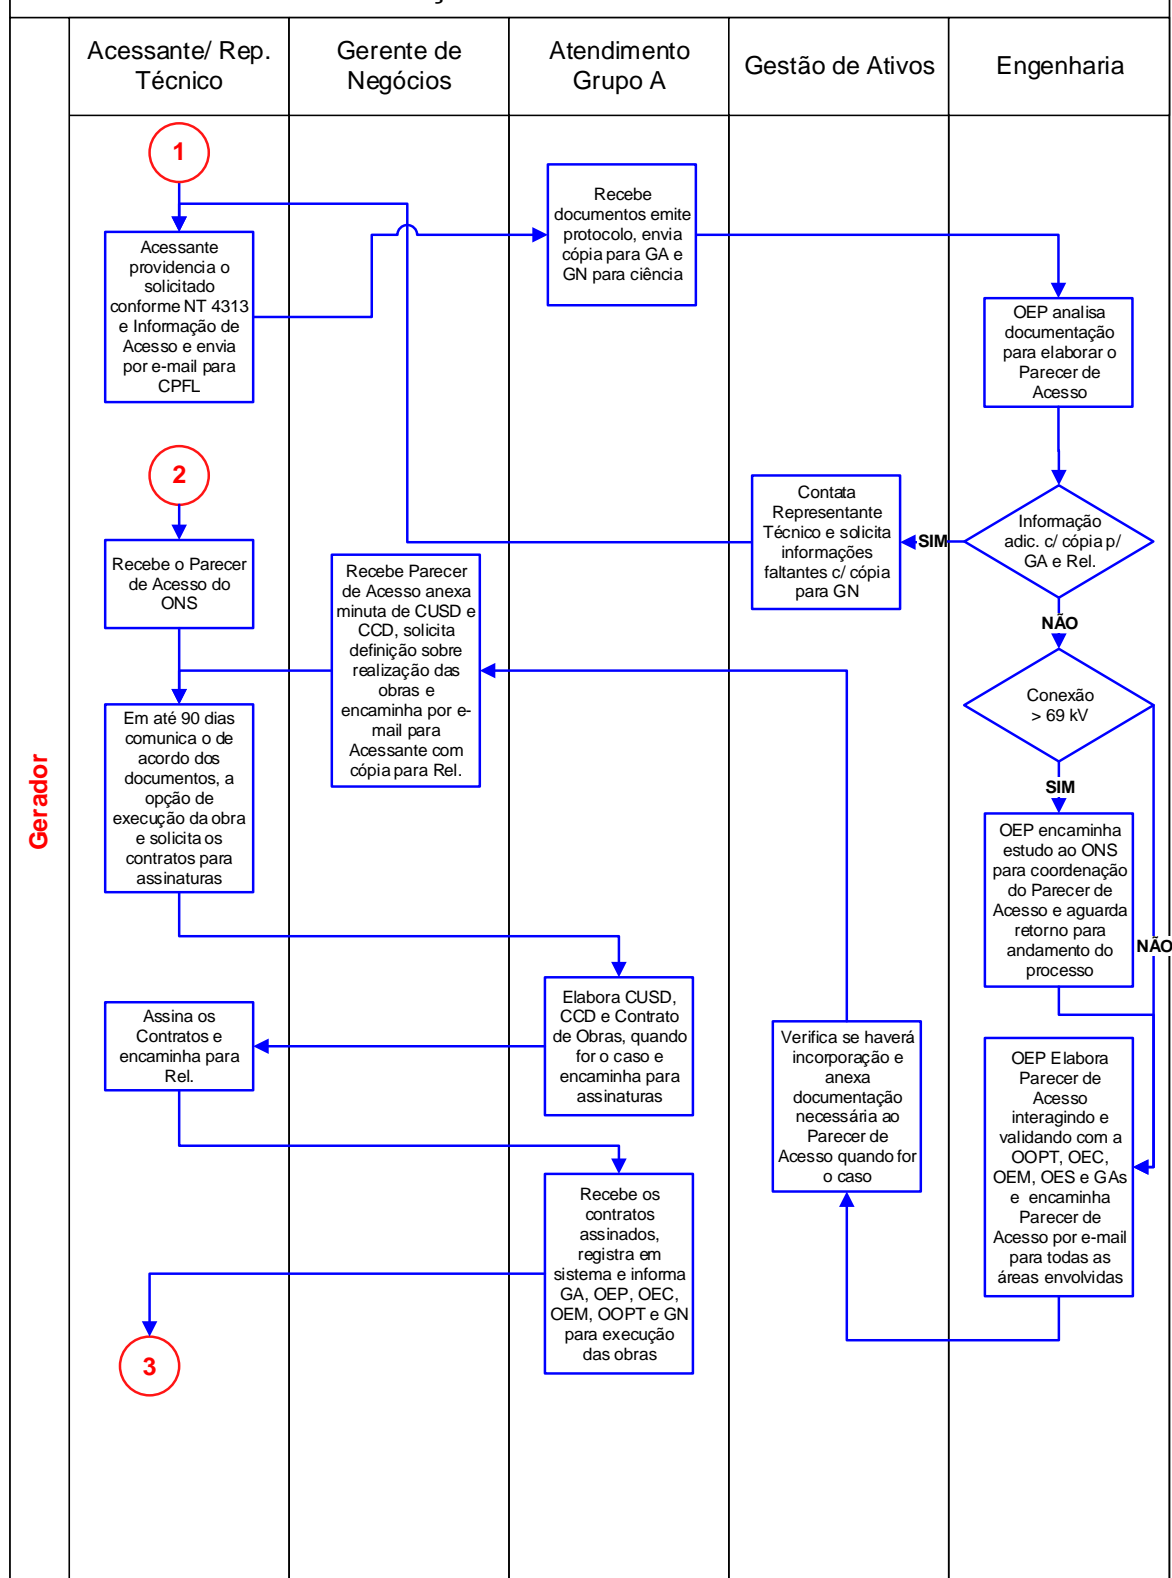 Acessante/ Rep.
Técnico
Gerente de
Negócios
Atendimento
Grupo A
Gestão de Ativos
Engenharia
Gerador
1
Acessante
providencia o
solicitado
conforme NT 4313
e Informação de
Acesso e envia
por e-mail para
CPFL
Recebe
documentos emite
protocolo, envia
cópia para GA e
GN para ciência
OEP analisa
documentação
para elaborar o
Parecer de
Acesso
2
Recebe o Parecer
de Acesso do
ONS
Contata
Representante
Técnico e solicita
informações
faltantes c/ cópia
para GN
SIM
Informação
adic. c/ cópia p/
GA e Rel.
NÃO
Recebe Parecer
de Acesso anexa
minuta de CUSD e
CCD, solicita
definição sobre
realização das
obras e
encaminha por e-
mail para
Acessante com
cópia para Rel.
Conexão
> 69 kV
SIM
NÃO
Em até 90 dias
comunica o de
acordo dos
documentos, a
opção de
execução da obra
e solicita os
contratos para
assinaturas
OEP encaminha
estudo ao ONS
para coordenação
do Parecer de
Acesso e aguarda
retorno para
andamento do
processo
Elabora CUSD,
CCD e Contrato
de Obras, quando
for o caso e
encaminha para
assinaturas
Assina os
Contratos e
encaminha para
Rel.
Verifica se haverá
incorporação e
anexa
documentação
necessária ao
Parecer de
Acesso quando for
o caso
OEP Elabora
Parecer de
Acesso
interagindo e
validando com a
OOPT, OEC,
OEM, OES e GAs
e encaminha
Parecer de
Acesso por e-mail
para todas as
áreas envolvidas
Recebe os
contratos
assinados,
registra em
sistema e informa
GA, OEP, OEC,
OEM, OOPT e GN
para execução
das obras
3